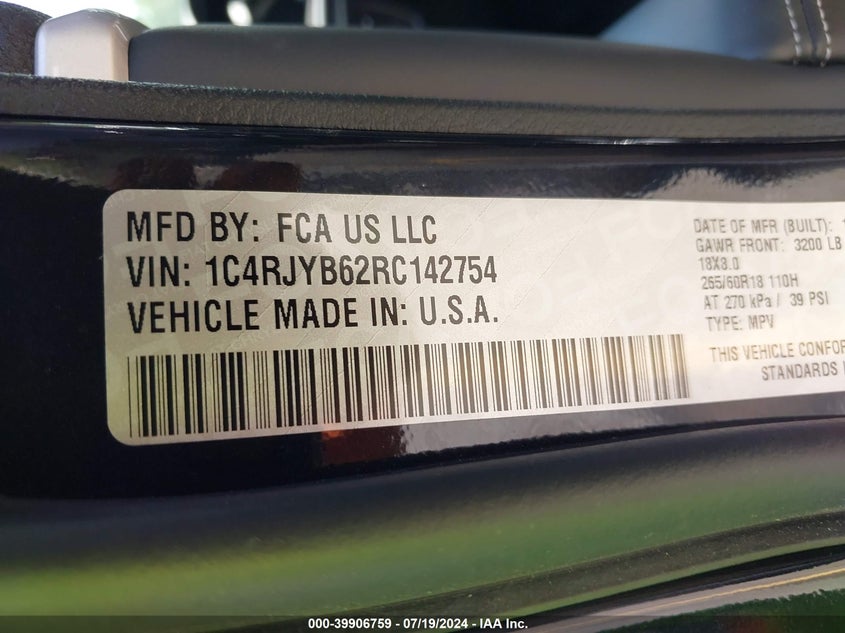 MFD BY: FCA US LLC
VIN: 1C4RJYB62RC142754
VEHICLE MADE IN: U.S.A.
DATE OF MFR (BUILT): 1
GAWR FRONT: 3200 LB
18X8.0
265/60R18 110H
AT 270 kPa / 39 PSI
TYPE: MPV
THIS VEHICLE CONFOR
STANDARDS
000-39906759 - 07/19/2024 - IAA Inc.